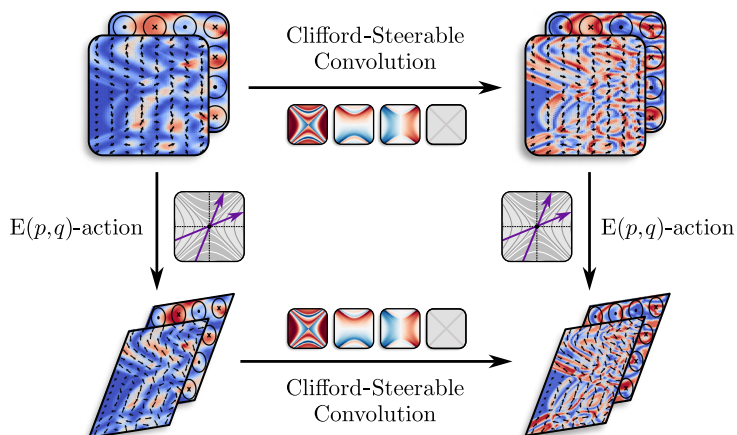 Clifford-Steerable
Convolution
E(p,q)-action
E(p,q)-action
Clifford-Steerable
Convolution